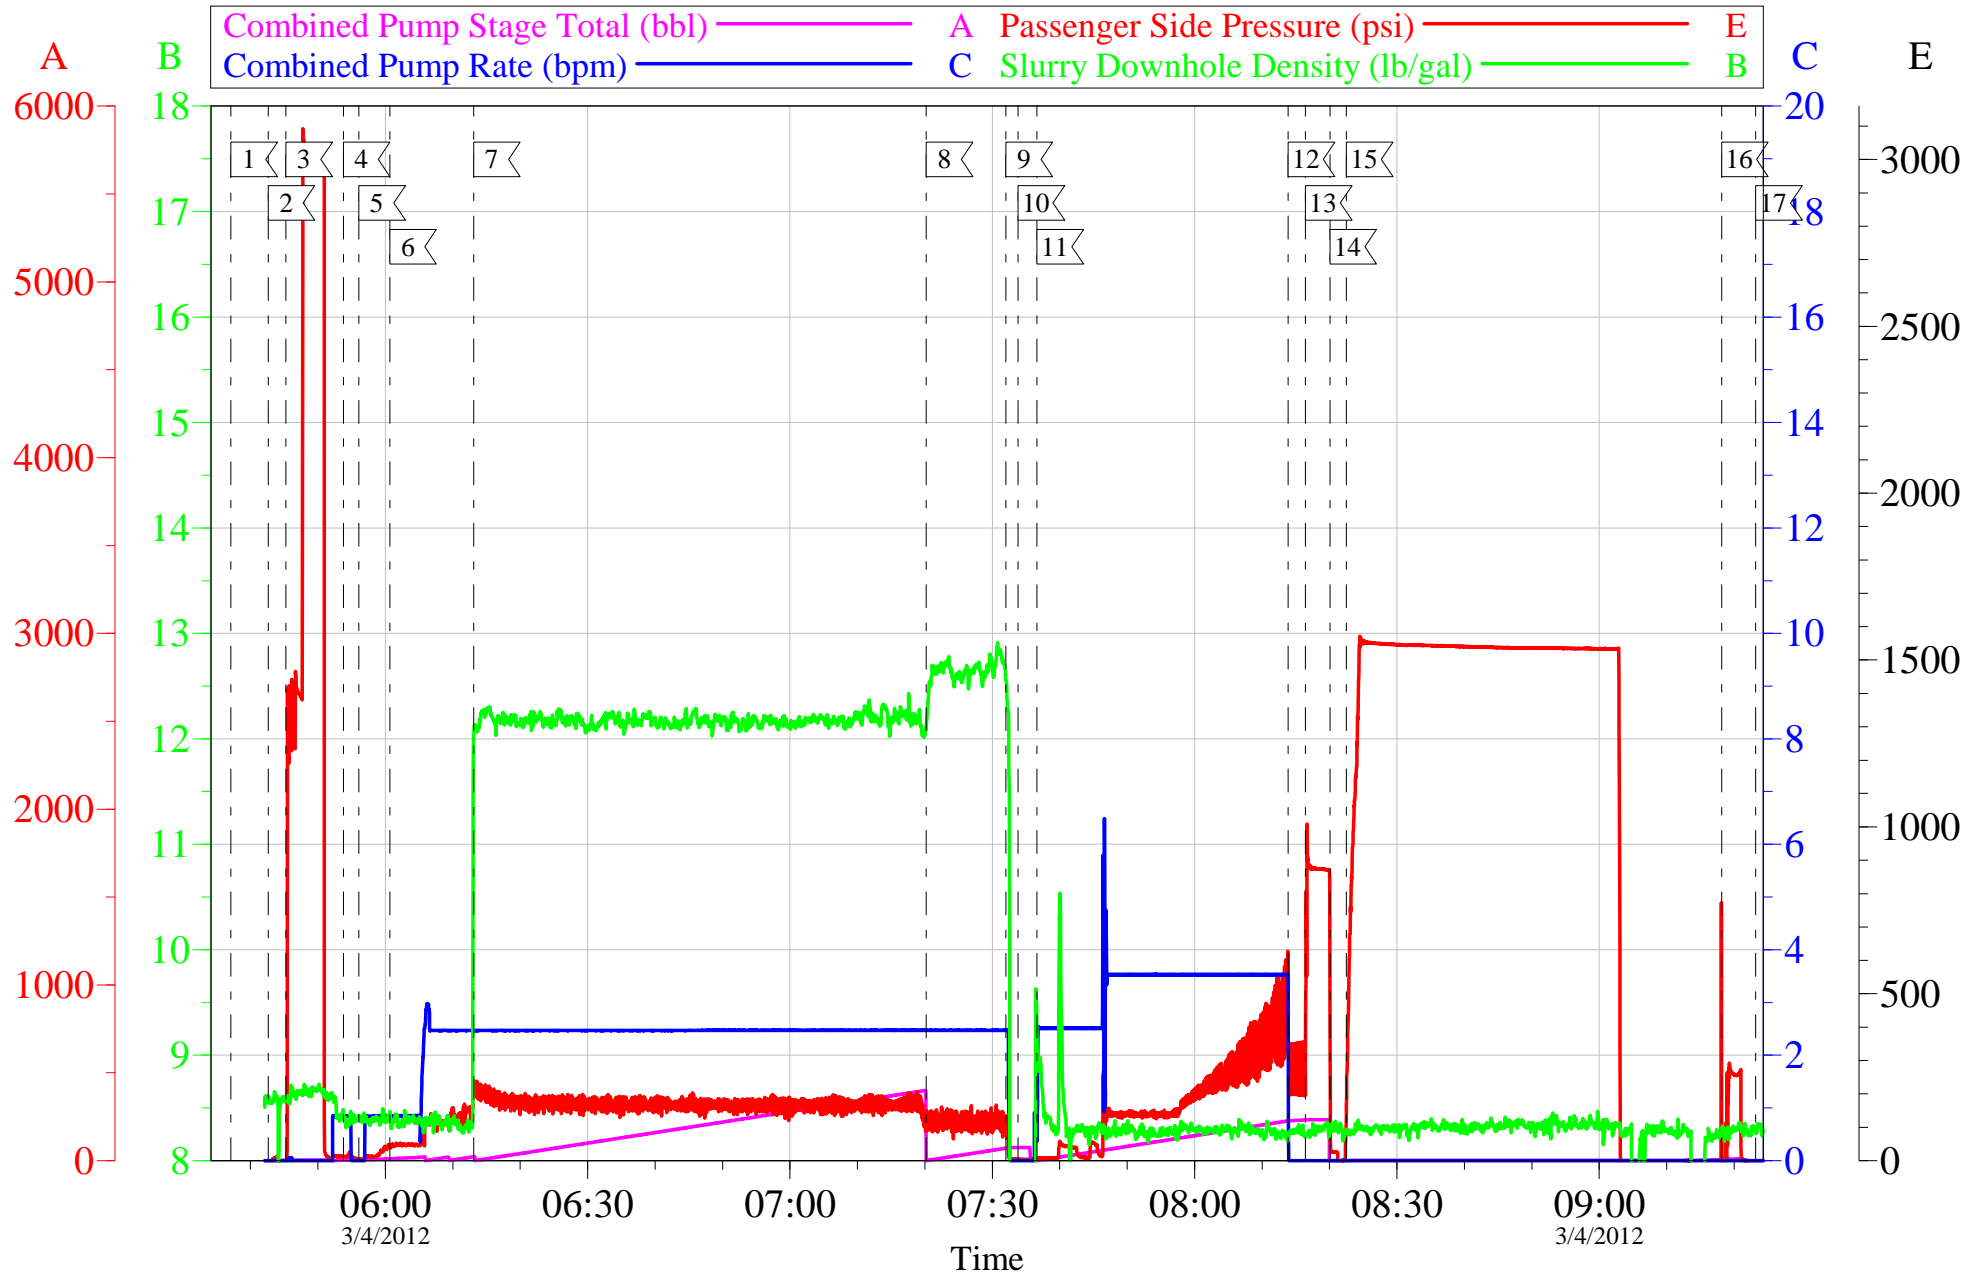 Combined Pump Stage Total (bbl) A Passenger Side Pressure (psi) E
Combined Pump Rate (bpm) C Slurry Downhole Density (lb/gal) B
A B C E
6000 18 20
1 3 4 7 8 9 12 15 16 3000
2 5 10 13 17
17 18
6 11 14
5000
16 16 2500
15 14
4000
2000
14 12
3000 13 10
1500
12 8
2000
1000
11 6
10 4
1000
500
9 2
0 8 0 0
06:00 06:30 07:00 07:30 08:00 08:30 09:00
3/4/2012 3/4/2012
Time